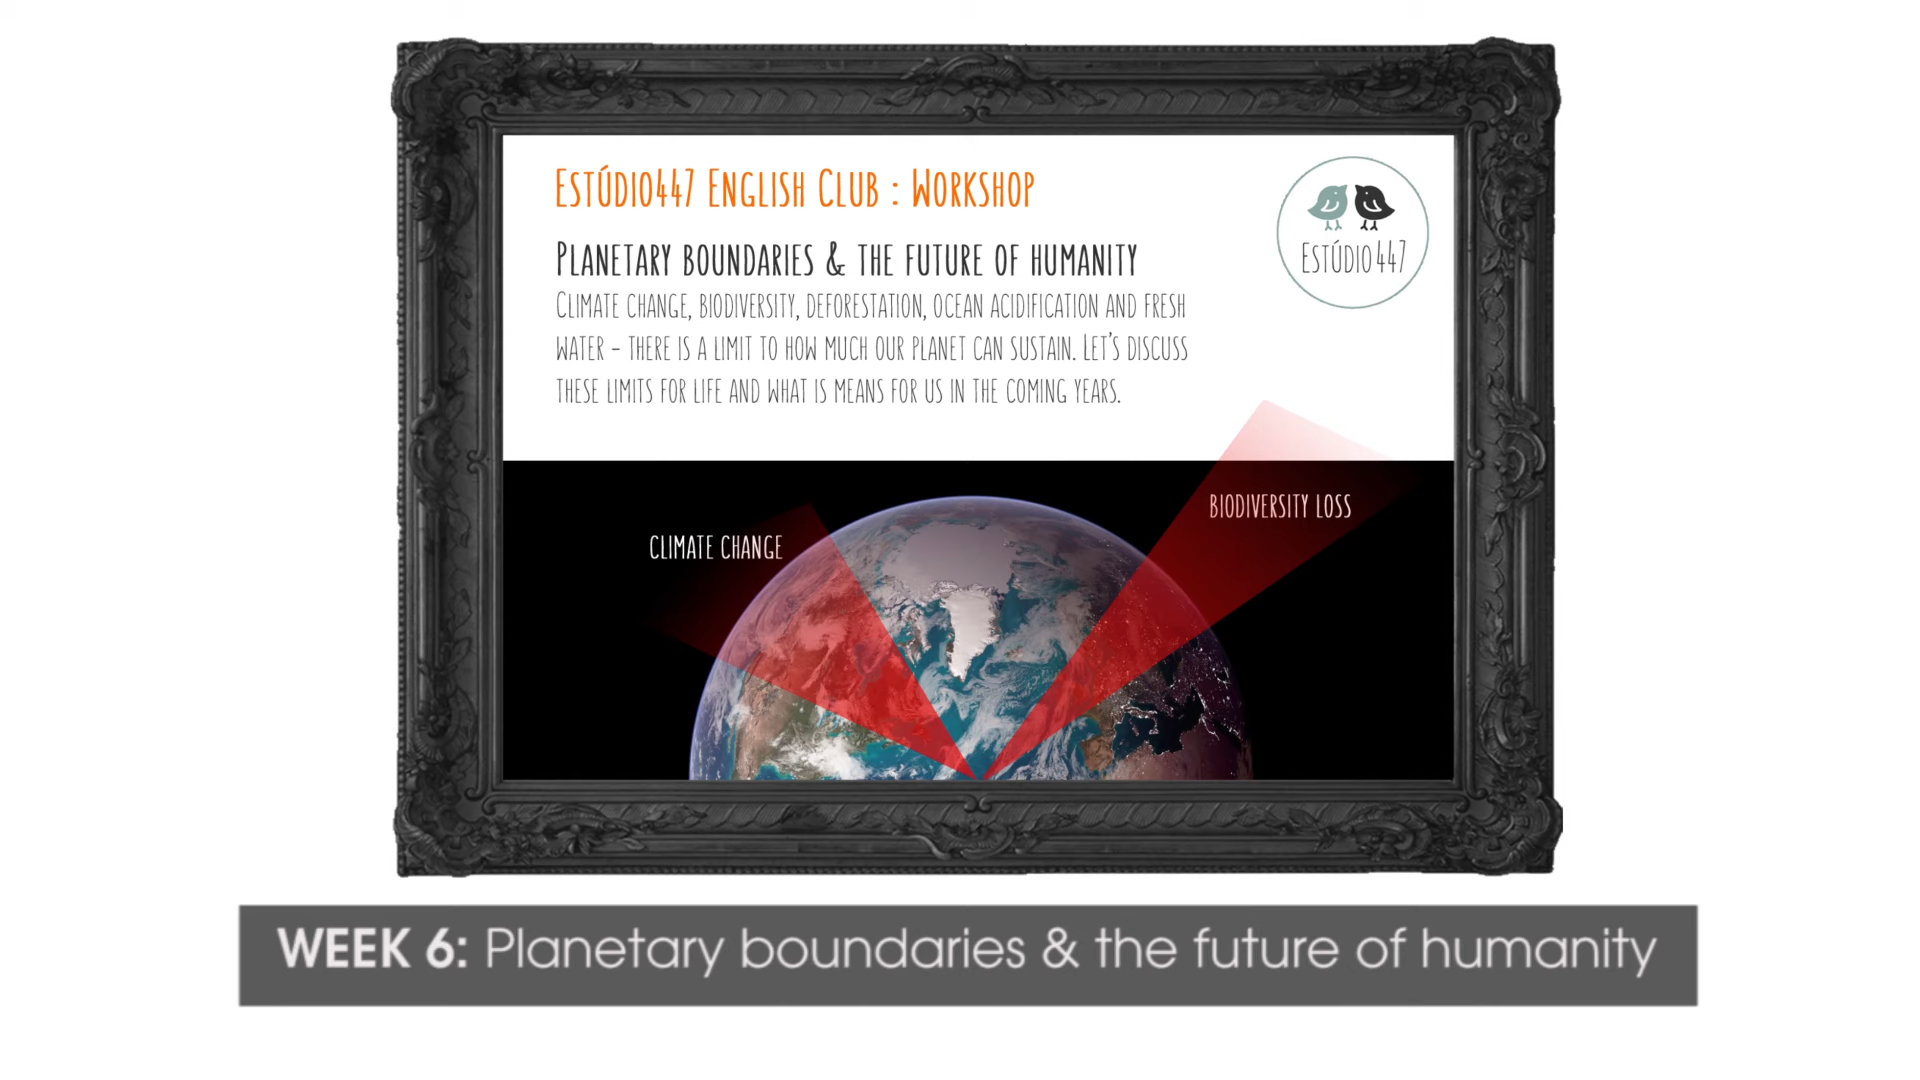 Estúdio447 English Club : Workshop
Estúdio447
Planetary boundaries & the future of humanity
Climate change, biodiversity, deforestation, ocean acidification and fresh
water – there is a limit to how much our planet can sustain. Let's discuss
these limits for life and what is means for us in the coming years.
Biodiversity loss
Climate change
WEEK 6: Planetary boundaries & the future of humanity